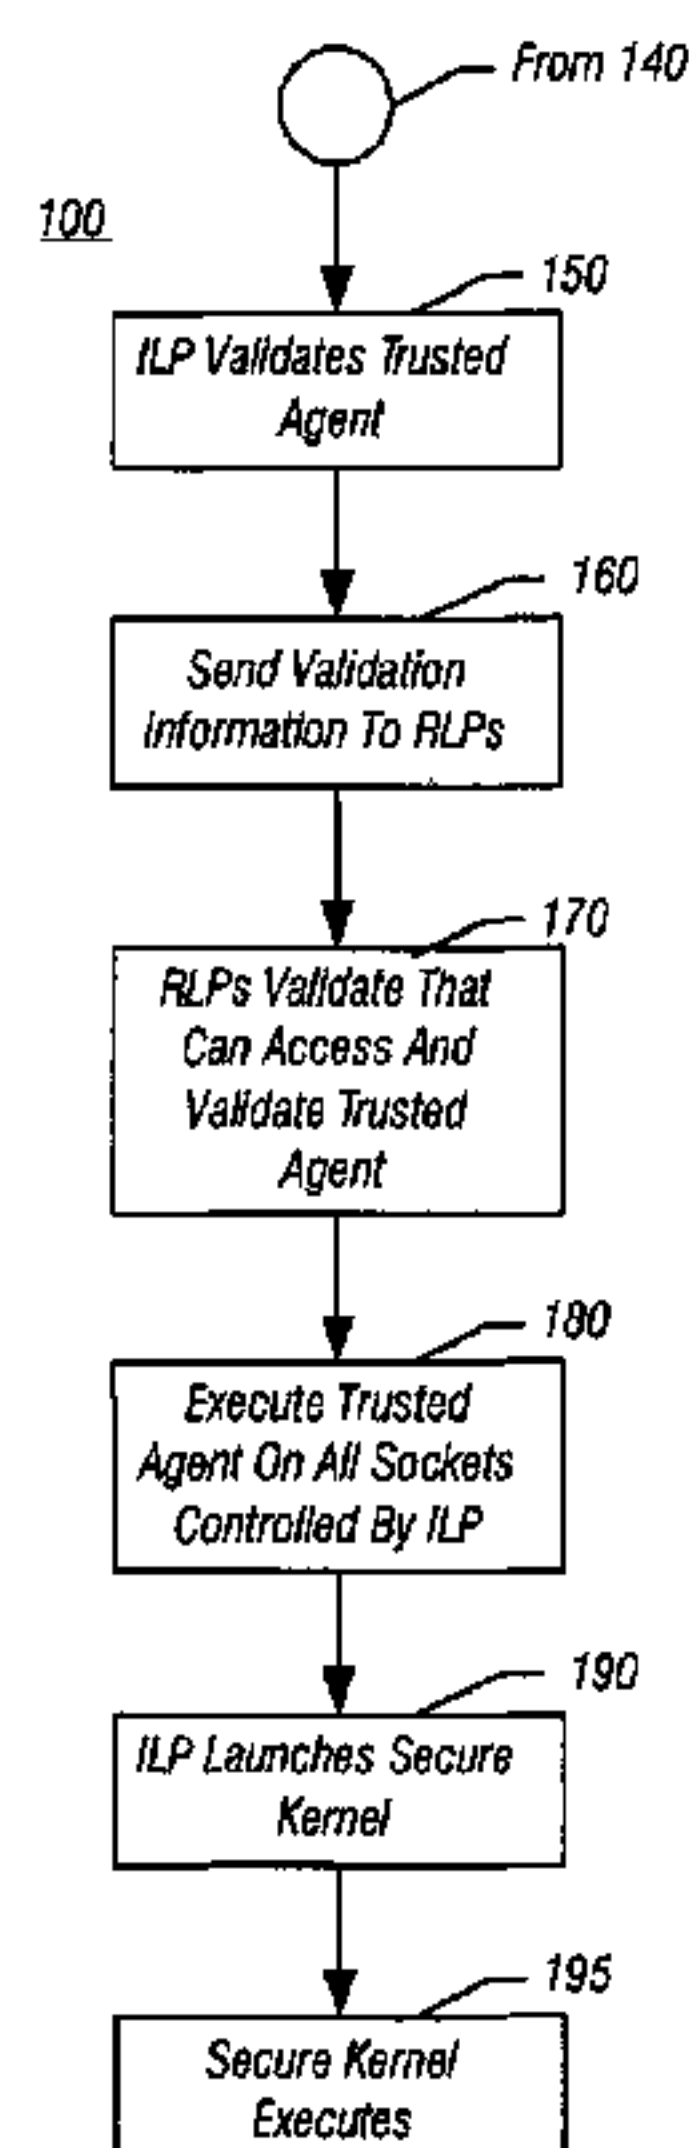 From 140
100
150
ILP Validates Trusted
Agent
160
Send Validation
Information To RLPs
170
RLPs Validate That
Can Access And
Validate Trusted
Agent
180
Execute Trusted
Agent On All Sockets
Controlled By ILP
190
ILP Launches Secure
Kernel
195
Secure Kernel
Executes